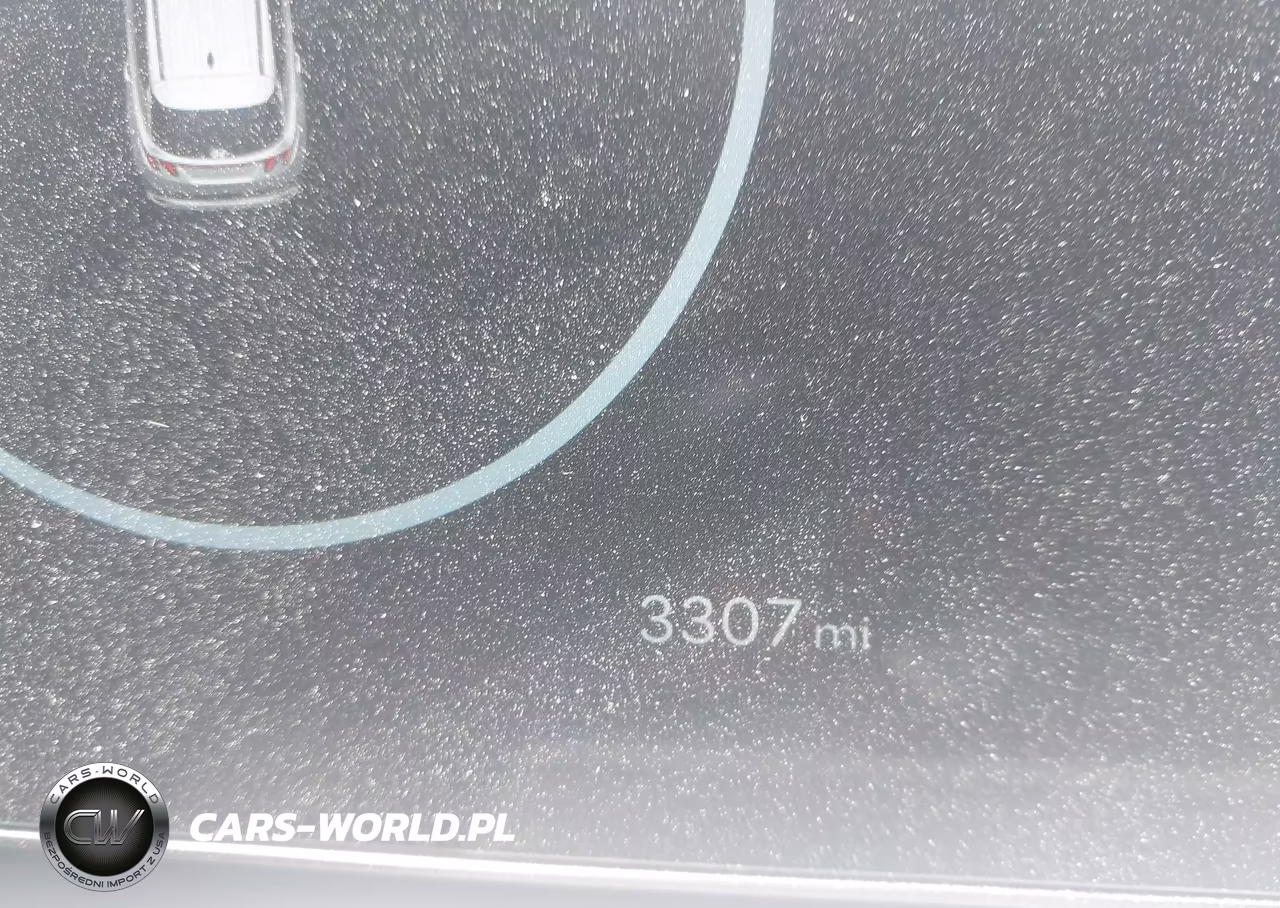 3307 mi
CARS-WORLD
CW
BEZPOŚREDNI IMPORT Z USA
CARS-WORLD.PL